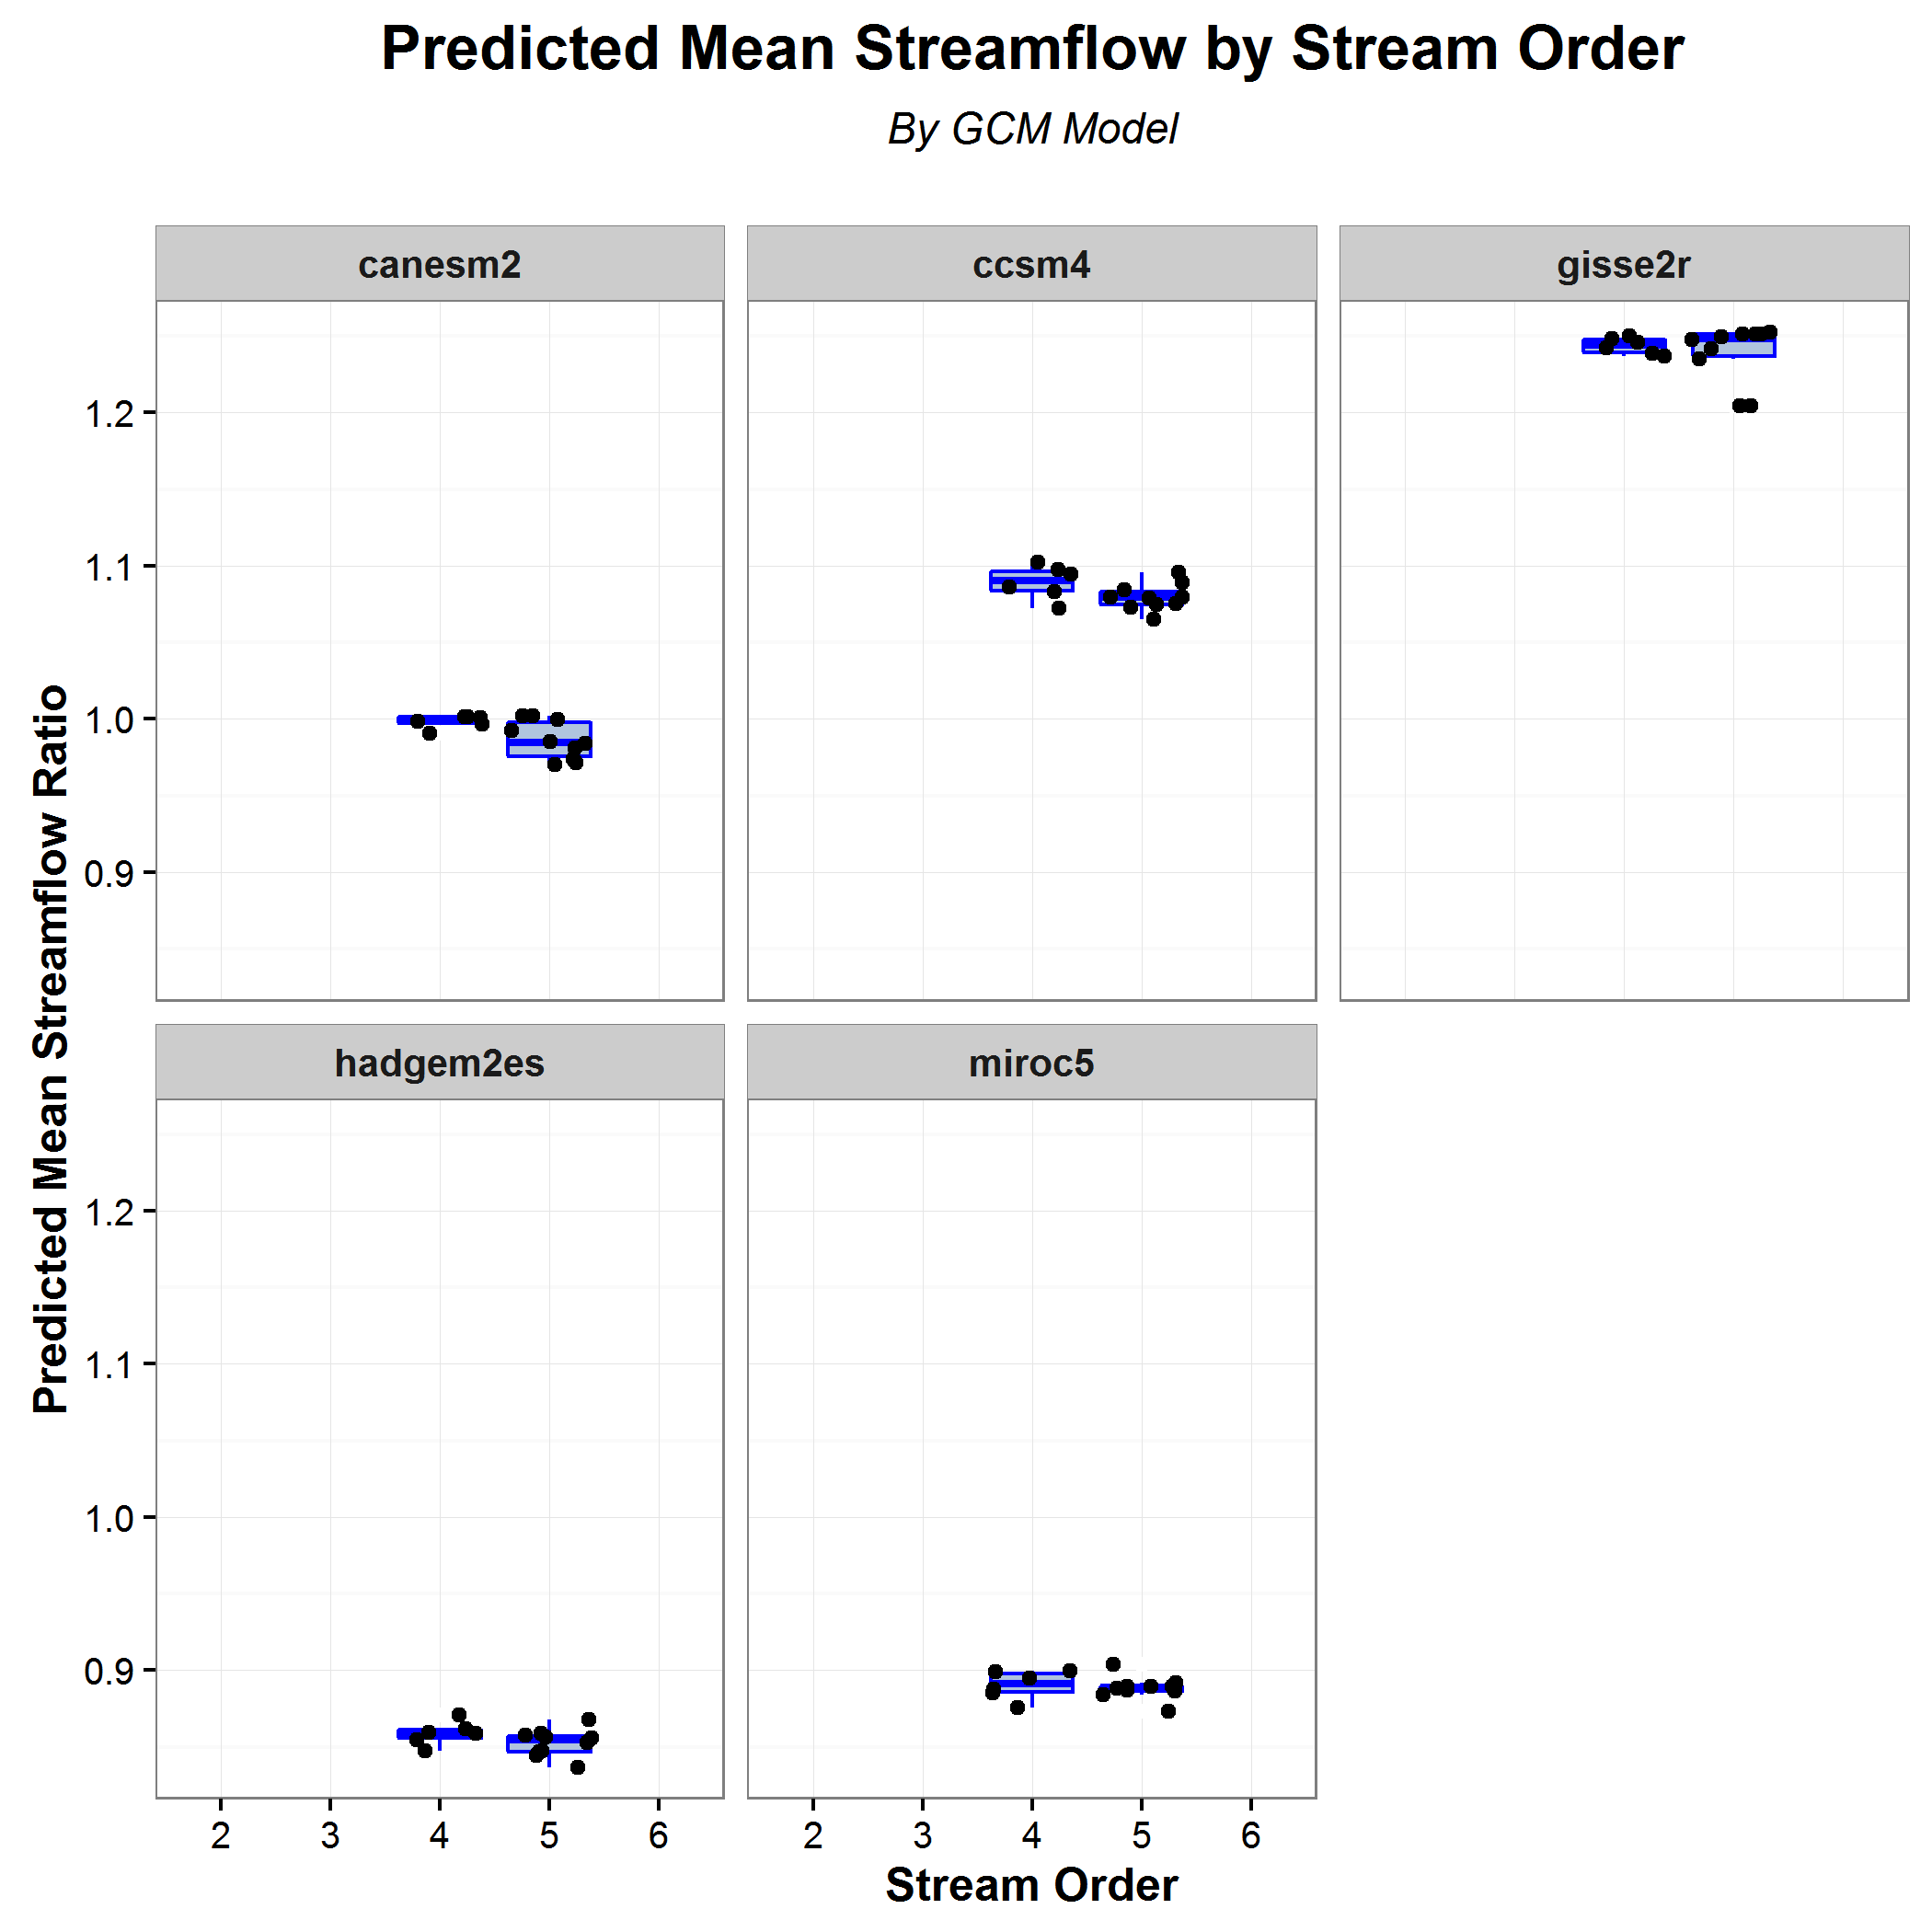 Predicted Mean Streamflow by Stream Order
By GCM Model
canesm2
ccsm4
gisse2r
1.2
1.1
1.0
0.9
Predicted Mean Streamflow Ratio
hadgem2es
miroc5
1.2
1.1
1.0
0.9
2 3 4 5 6
2 3 4 5 6
Stream Order